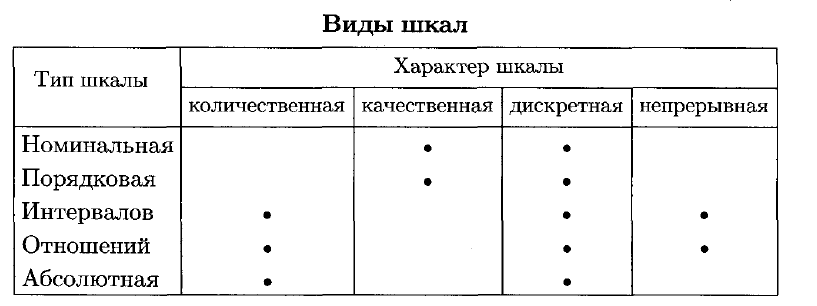 Виды шкал
Тип шкалы
Характер шкалы
количественная качественная дискретная непрерывная
Номинальная • •
Порядковая • •
Интервалов • • •
Отношений • • •
Абсолютная • •